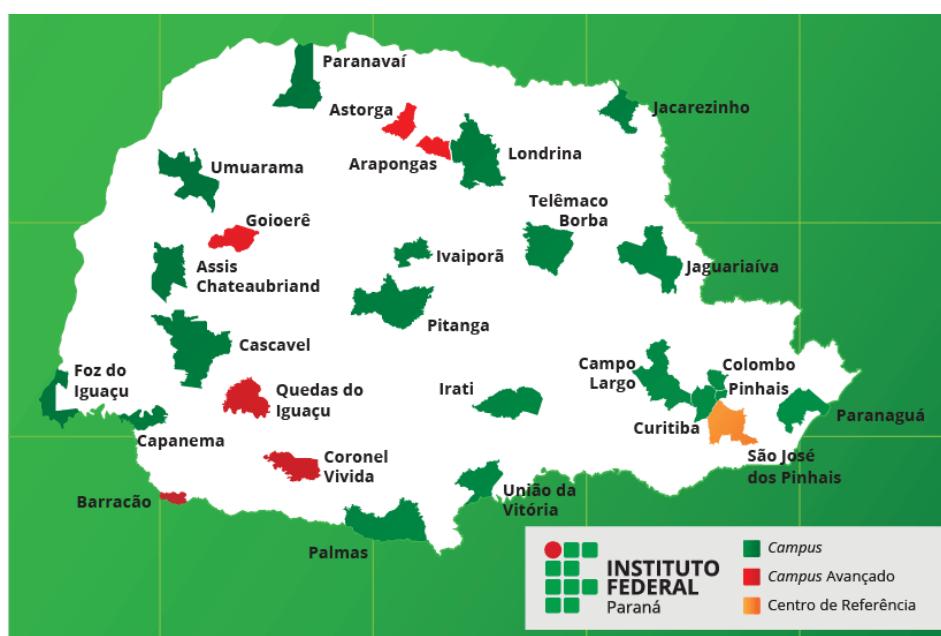 Paranavaí
Astorga
Jacarezinho
Arapongas
Londrina
Umuarama
Telêmaco
Borba
Goioerê
Ivaiporã
Assis
Chateaubriand
Jaguariaíva
Pitanga
Cascavel
Foz do
Iguaçu
Quedas do
Iguaçu
Irati
Campo
Largo
Colombo
Pinhais
Curitiba
Paranaguá
Capanema
São José
dos Pinhais
Coronel
Vivida
Barracão
União da
Vitória
Palmas
INSTITUTO
FEDERAL
Paraná
Campus
Campus Avançado
Centro de Referência